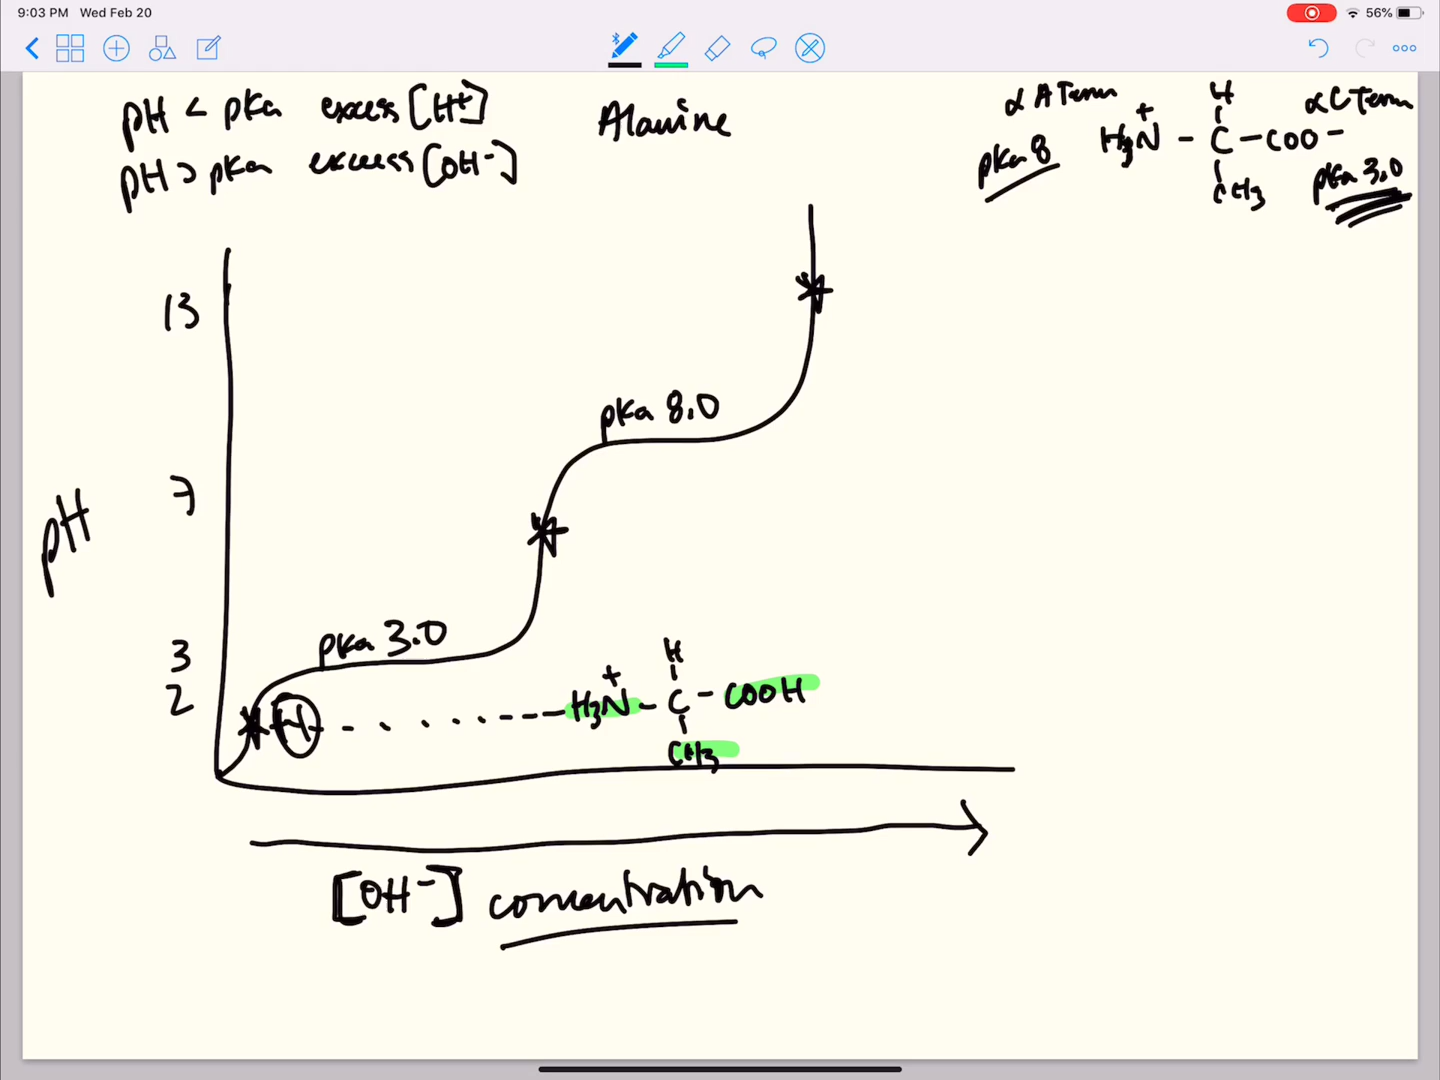 9:03 PM Wed Feb 20
56%
pH < pKa excess [H+]
pH > pKa excess [OH-]
Alanine
α A Term
α C Term
pKa 8
H
+
H3N - C - COO -
CH3
pKa 3.0
13
7
3
2
pH
pKa 8.0
pKa 3.0
H
+
H3N - C - COOH
CH3
[OH-] concentration